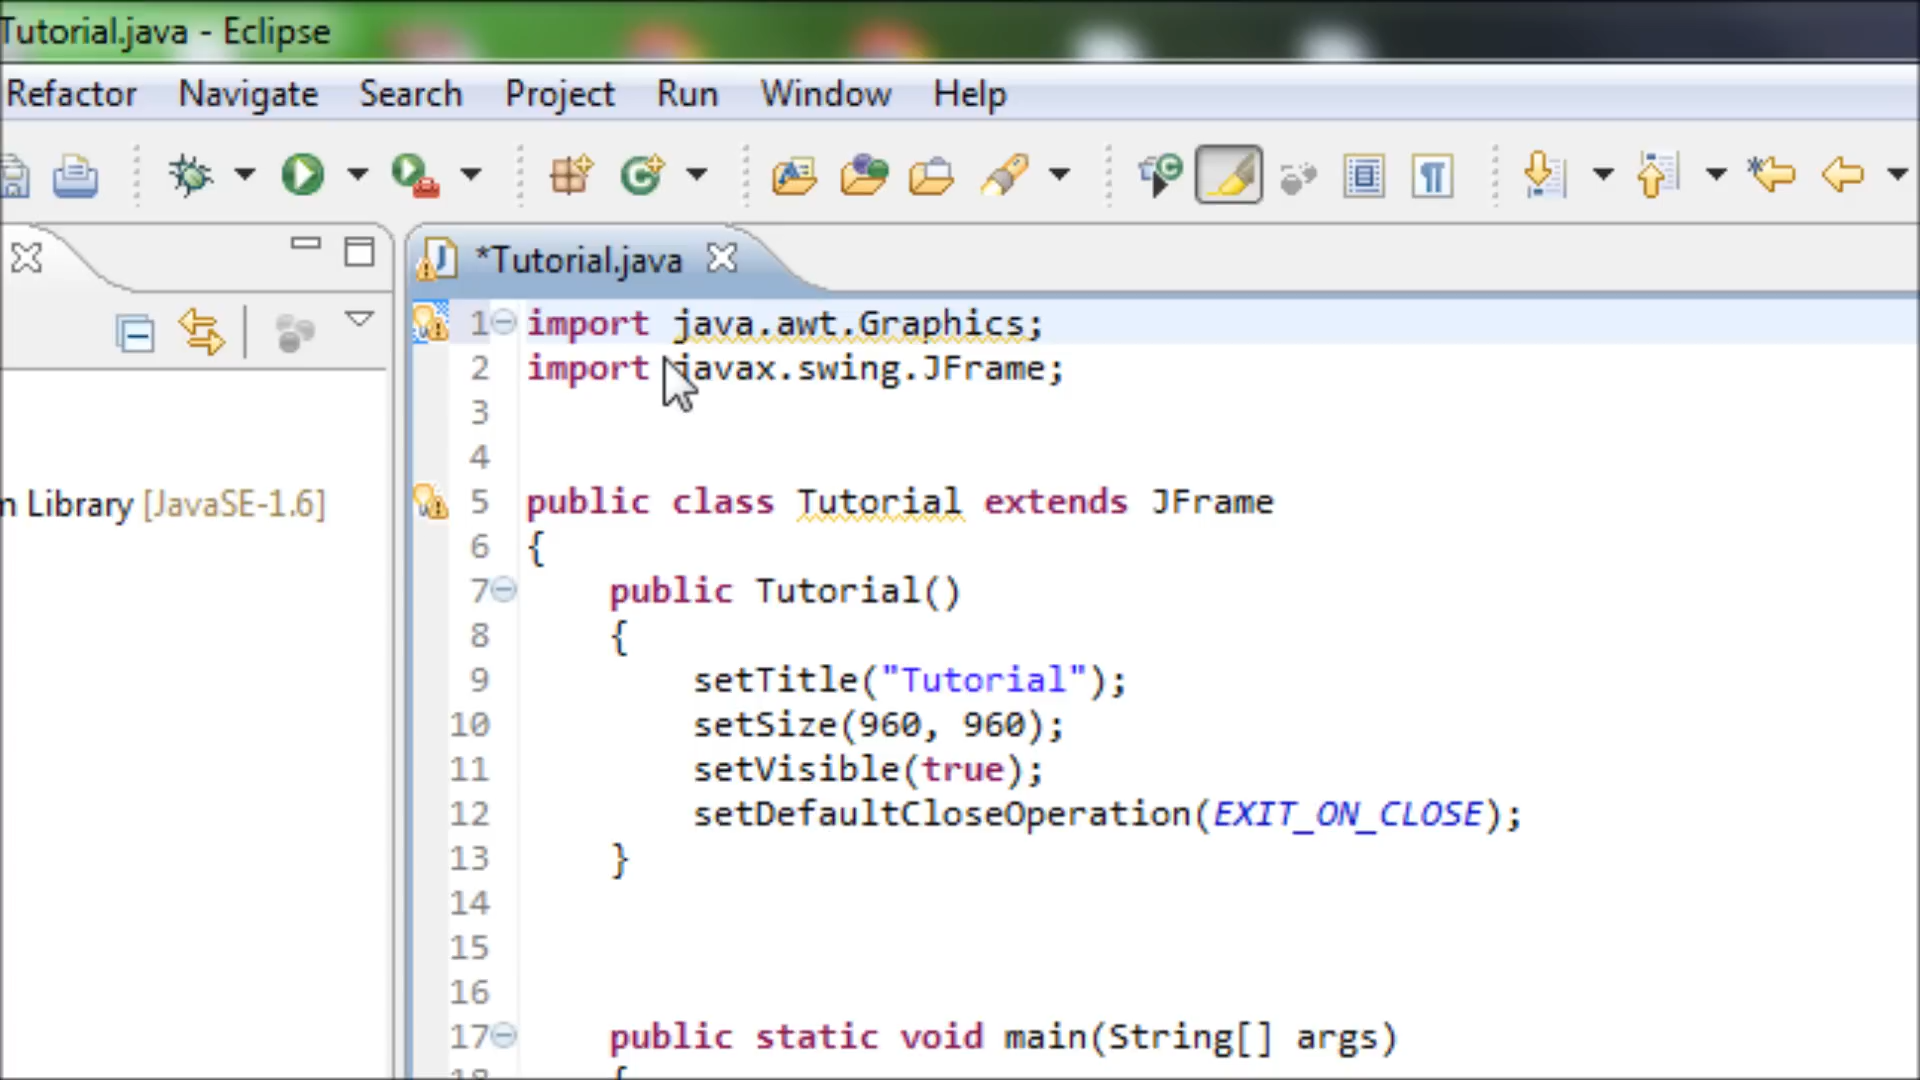 Tutorial.java - Eclipse
Refactor Navigate Search Project Run Window Help
*Tutorial.java
Library [JavaSE-1.6]
1 import java.awt.Graphics;
2 import javax.swing.JFrame;
3
4
5 public class Tutorial extends JFrame
6 {
7 public Tutorial()
8 {
9 setTitle("Tutorial");
10 setSize(960, 960);
11 setVisible(true);
12 setDefaultCloseOperation(EXIT_ON_CLOSE);
13 }
14
15
16
17 public static void main(String[] args)
18 {